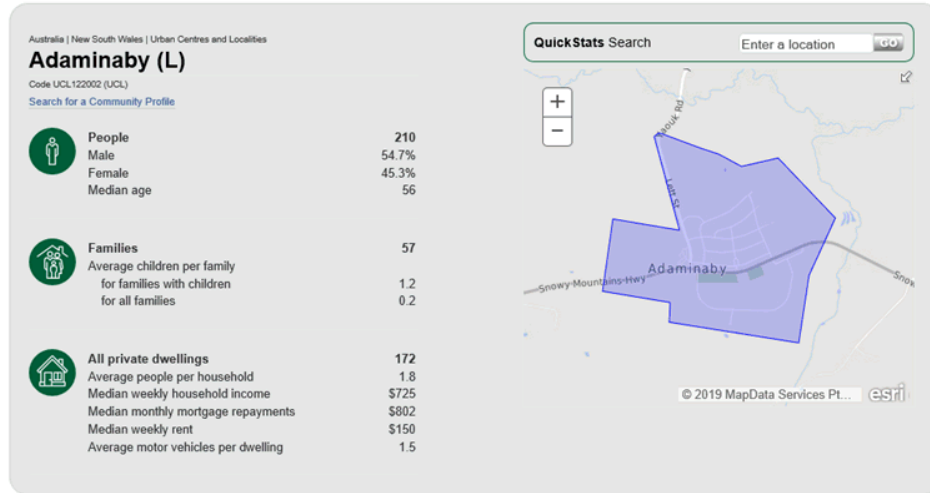 Australia | New South Wales | Urban Centres and Localities
Adaminaby (L)
Code UCL122002 (UCL)
Search for a Community Profile
People 210
Male 54.7%
Female 45.3%
Median age 56
Families 57
Average children per family
for families with children 1.2
for all families 0.2
All private dwellings 172
Average people per household 1.8
Median weekly household income $725
Median monthly mortgage repayments $802
Median weekly rent $150
Average motor vehicles per dwelling 1.5
QuickStats Search Enter a location GO
+
−
Yaouk Rd
Lett St
Adaminaby
Snowy Mountains Hwy
Snow
© 2019 MapData Services Pt... esri